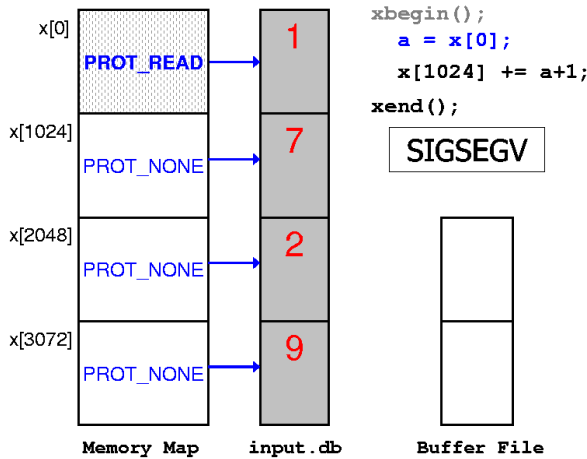 x[0]
PROT_READ
1
x[1024]
PROT_NONE
7
x[2048]
PROT_NONE
2
x[3072]
PROT_NONE
9
Memory Map
input.db
Buffer File
xbegin();
a = x[0];
x[1024] += a+1;
xend();
SIGSEGV